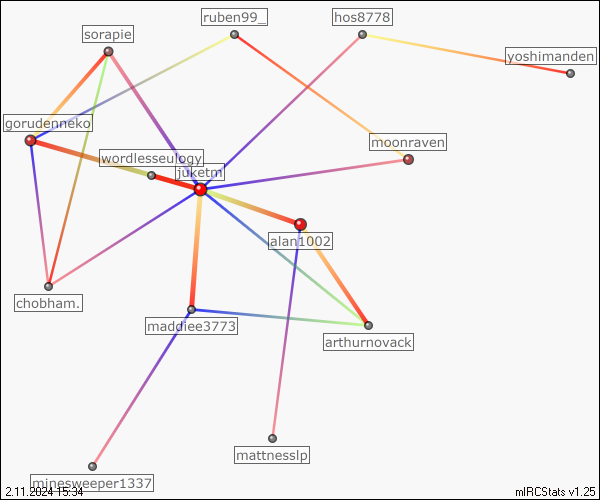 ruben99_
hos8778
sorapie
yoshimanden
gorudenneko
moonraven
wordlesseulogy
juketm
alan1002
chobham.
maddiee3773
arthurnovack
mattnesslp
minesweeper1337
2.11.2024 15:34
mIRCStats v1.25